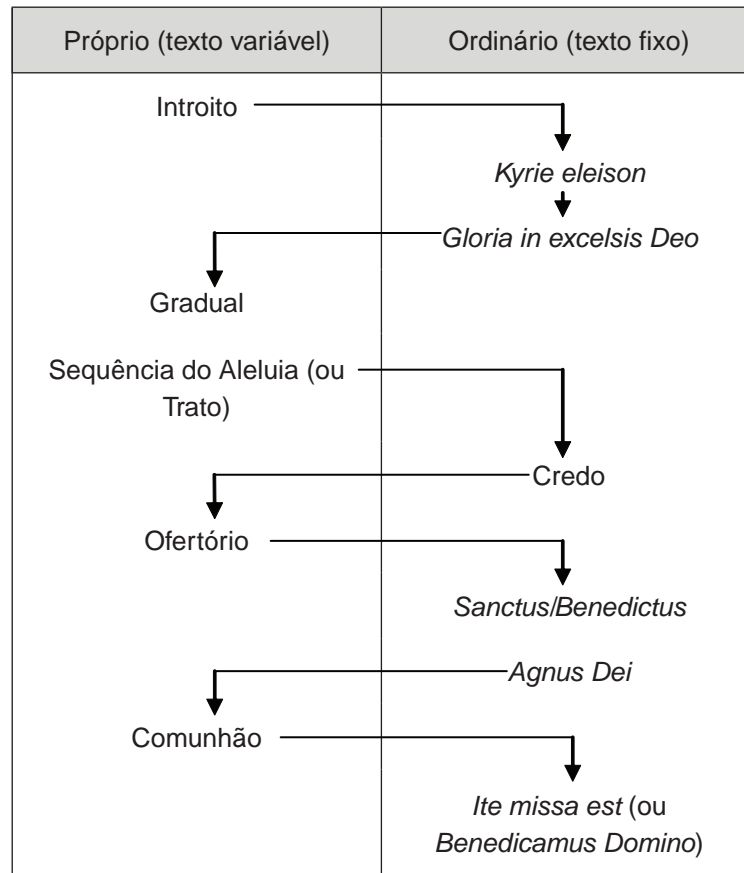 Próprio (texto variável) Ordinário (texto fixo)
Introito
Kyrie eleison
Gloria in excelsis Deo
Gradual
Sequência do Aleluia (ou
Trato)
Credo
Ofertório
Sanctus/Benedictus
Agnus Dei
Comunhão
Ite missa est (ou
Benedicamus Domino)